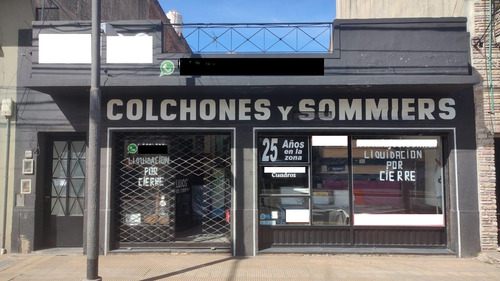 COLCHONES Y SOMMIERS
LIQUIDACION
POR
CIERRE
25 Años
en la
zona
Cuadros
LIQUIDACION
POR
CIERRE